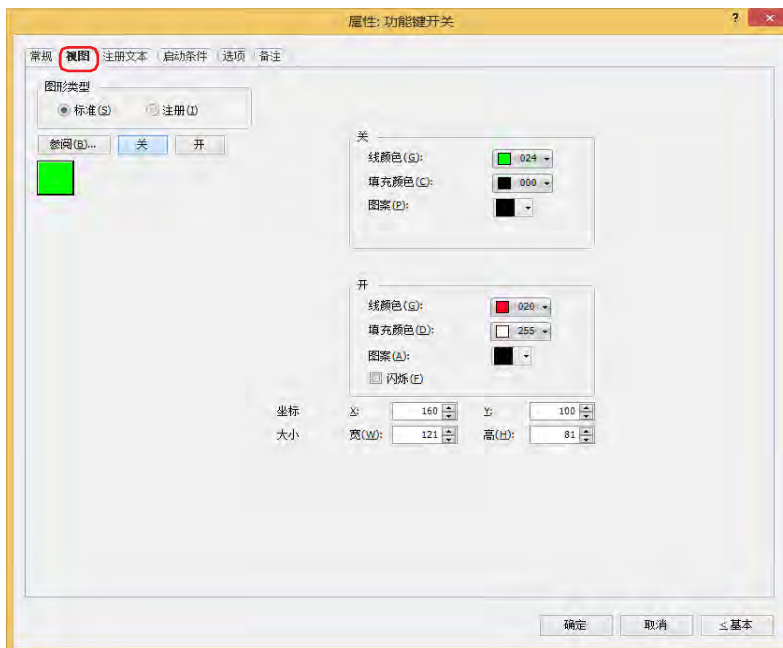 属性: 功能键开关
? ×
常规 视图 注册文本 启动条件 选项 备注
图形类型
标准(S) 注册(I)
参阅(B)... 关 开
关
线颜色(G): 024
填充颜色(C): 000
图案(P):
开
线颜色(G): 020
填充颜色(D): 255
图案(A):
闪烁(F)
坐标 X: 160 Y: 100
大小 宽(W): 121 高(H): 81
确定 取消 ≤基本